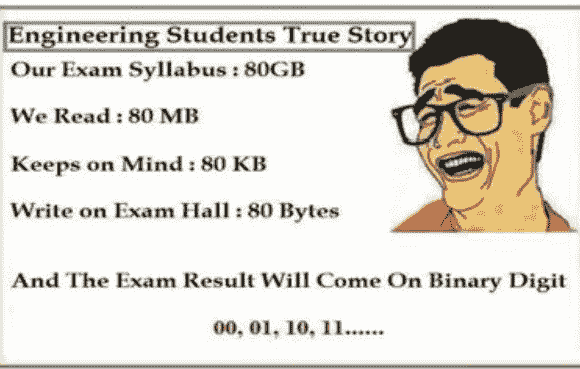 Engineering Students True Story
Our Exam Syllabus : 80GB
We Read : 80 MB
Keeps on Mind : 80 KB
Write on Exam Hall : 80 Bytes
And The Exam Result Will Come On Binary Digit
00, 01, 10, 11......